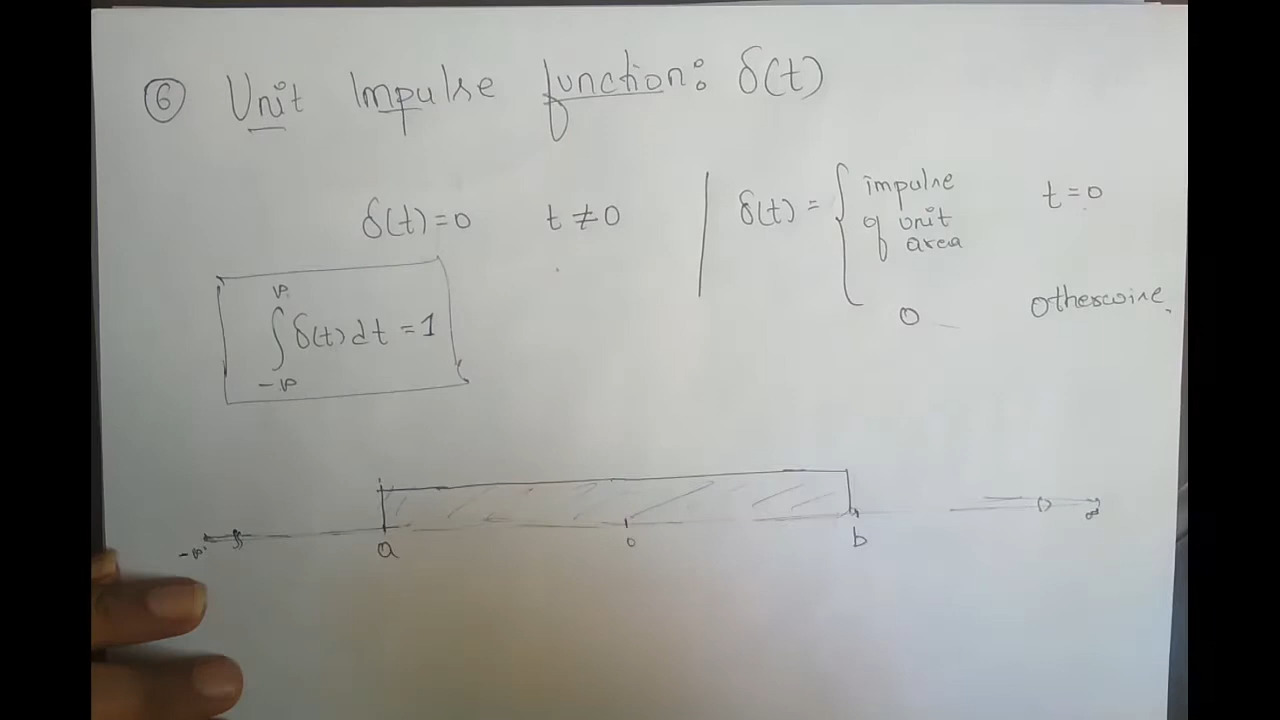 ⑥ Unit Impulse function: δ(t)
δ(t)=0 t≠0
δ(t) = { impulse of unit area t=0
0 otherwise.
∫_{-∞}^{∞} δ(t)dt = 1
-∞ a 0 b ∞